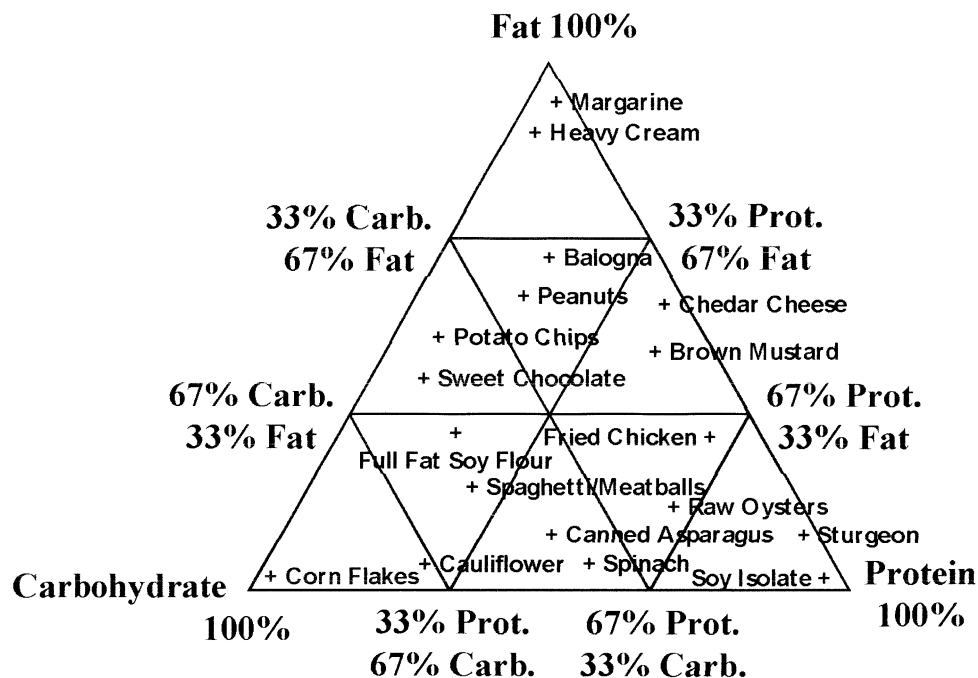 Fat 100%
+ Margarine
+ Heavy Cream
33% Carb.
67% Fat
33% Prot.
67% Fat
+ Balogna
+ Peanuts
+ Chedar Cheese
+ Potato Chips
+ Brown Mustard
+ Sweet Chocolate
67% Carb.
33% Fat
67% Prot.
33% Fat
+
Full Fat Soy Flour
Fried Chicken +
+ Spaghetti/Meatballs
+ Raw Oysters
+ Canned Asparagus
+ Sturgeon
+ Cauliflower
+ Spinach
+ Corn Flakes
Soy Isolate +
Carbohydrate
100%
Protein
100%
33% Prot.
67% Carb.
67% Prot.
33% Carb.